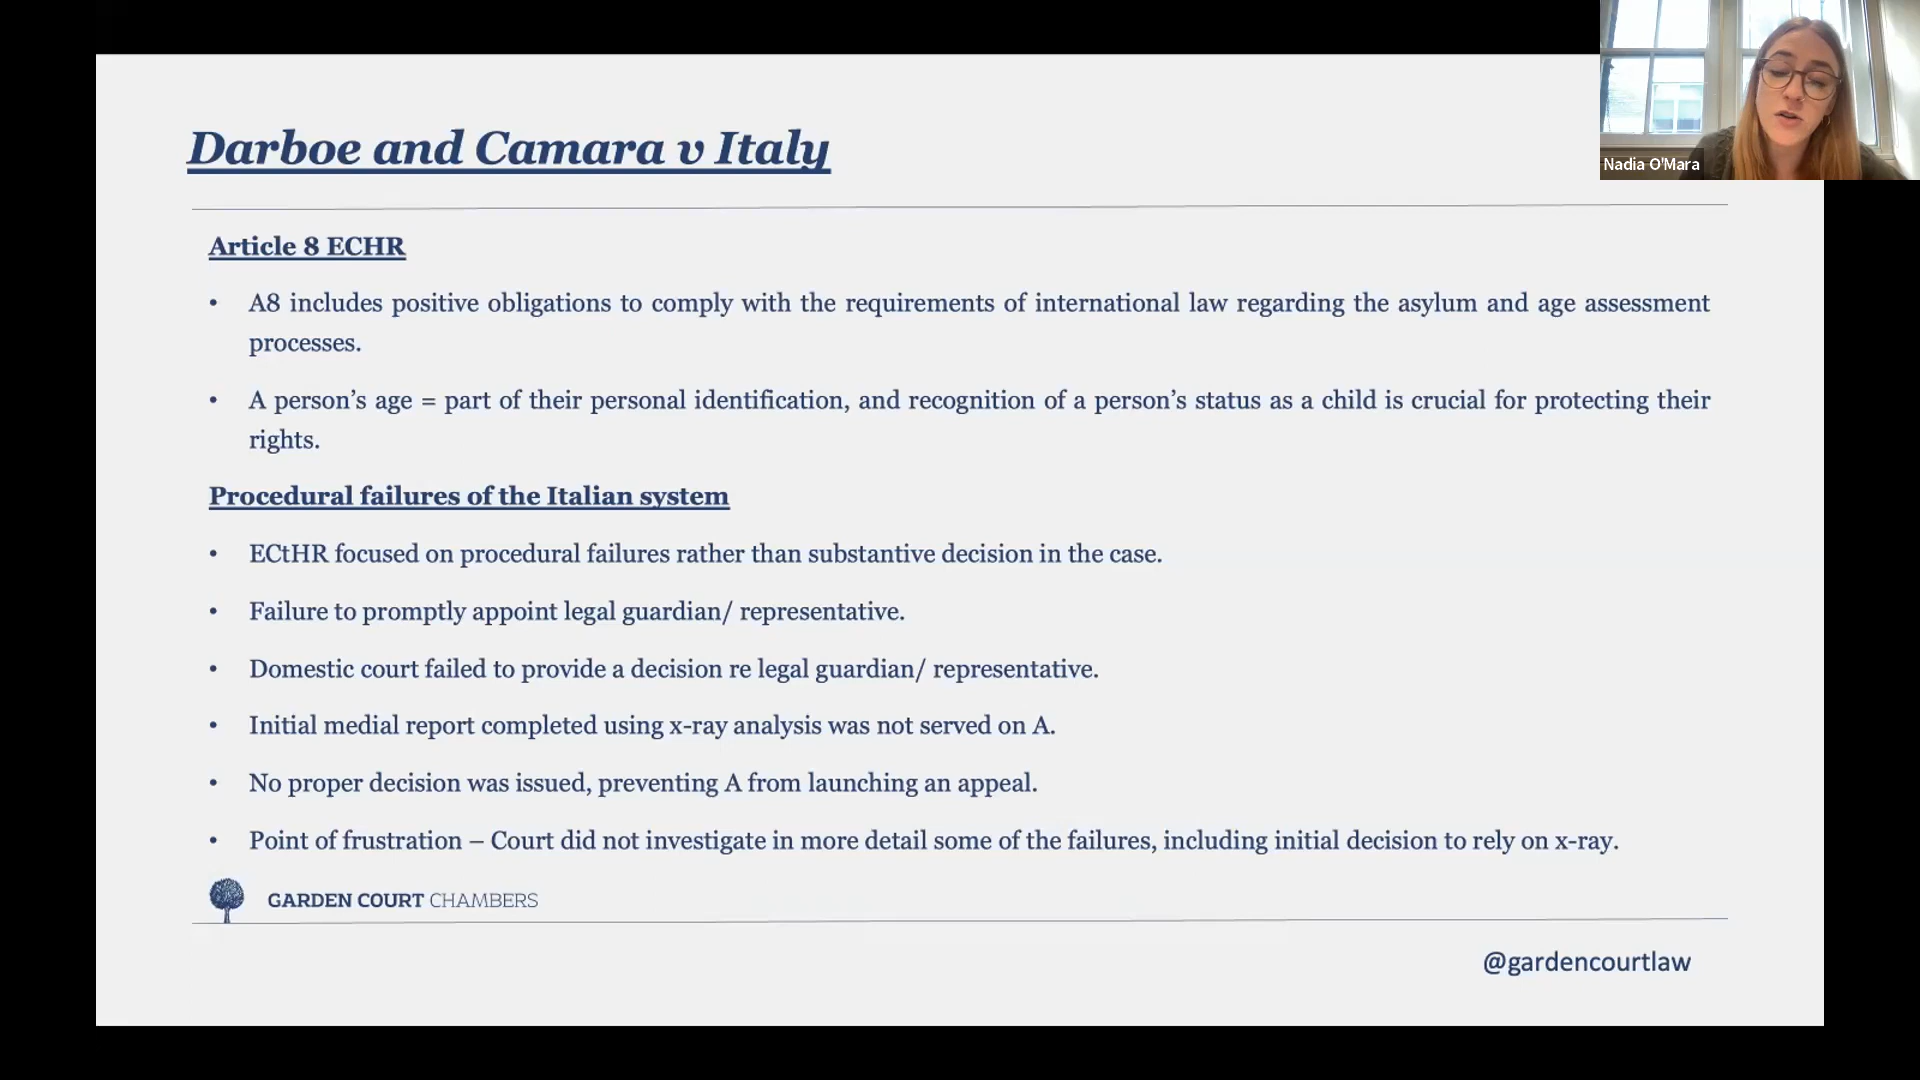 Nadia O'Mara
Darboe and Camara v Italy
Article 8 ECHR
• A8 includes positive obligations to comply with the requirements of international law regarding the asylum and age assessment
processes.
• A person’s age = part of their personal identification, and recognition of a person’s status as a child is crucial for protecting their
rights.
Procedural failures of the Italian system
• ECtHR focused on procedural failures rather than substantive decision in the case.
• Failure to promptly appoint legal guardian/ representative.
• Domestic court failed to provide a decision re legal guardian/ representative.
• Initial medial report completed using x-ray analysis was not served on A.
• No proper decision was issued, preventing A from launching an appeal.
• Point of frustration – Court did not investigate in more detail some of the failures, including initial decision to rely on x-ray.
GARDEN COURT CHAMBERS
@gardencourtlaw